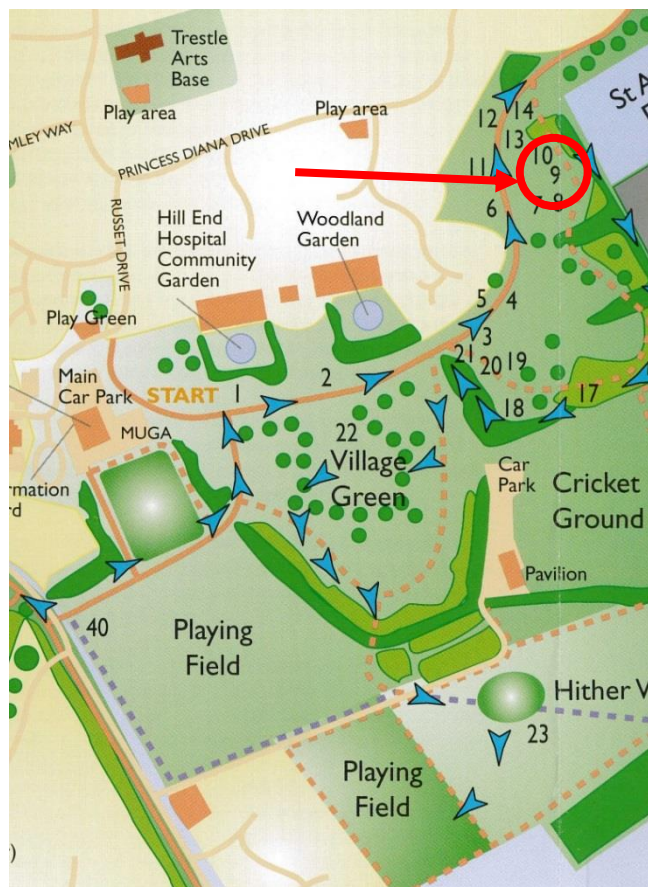 Trestle
Arts
Base
Play area
Play area
St A
MLEY WAY
PRINCESS DIANA DRIVE
RUSSET DRIVE
12
14
13
10
11
9
6
7
8
Hill End
Hospital
Community
Garden
Woodland
Garden
Play Green
5
4
3
21
20
19
Main
Car Park
START
1
2
17
18
MUGA
22
Village
Green
Car
Park
Cricket
Ground
rmation
rd
Pavilion
40
Playing
Field
Hither W
23
Playing
Field
)